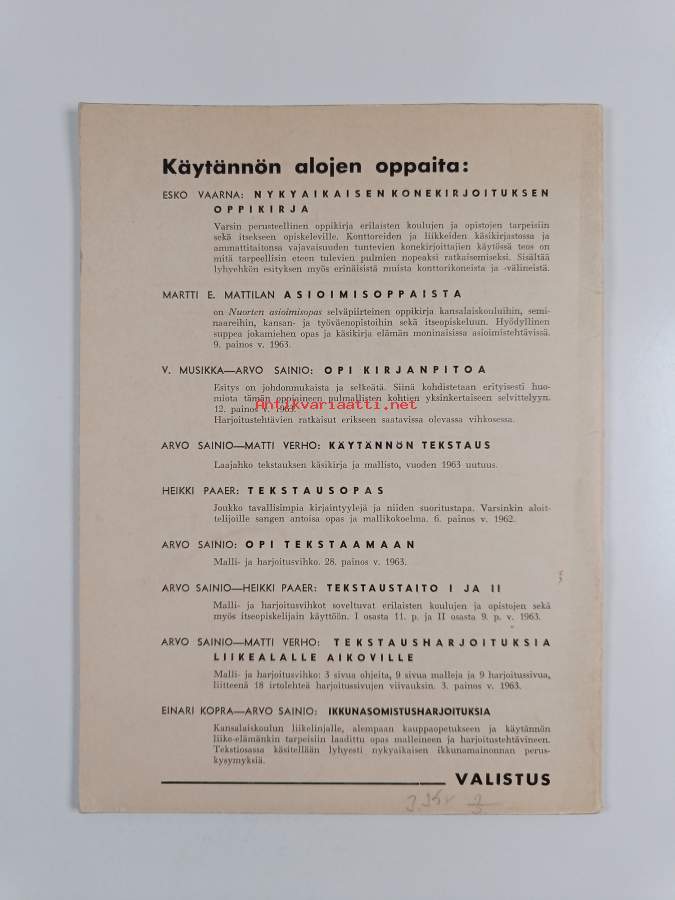 Käytännön alojen oppaita:
ESKO VAARNA: NYKYAIKAISEN KONEKIRJOITUKSEN
OPPIKIRJA
Varsin perusteellinen oppikirja erilaisten koulujen ja opistojen tarpeisiin
sekä itsekseen opiskeleville. Konttoreiden ja liikkeiden käsikirjastossa ja
ammattitaitonsa vajavaisuuden tuntevien konekirjoittajien käytössä teos on
mitä tarpeellisin eteen tulevien pulmien nopeaksi ratkaisemiseksi. Sisältää
lyhyehkön esityksen myös erinäisistä muista konttorikoneista ja -välineistä.
MARTTI E. MATTILAN ASIOIMISOPPAISTA
on Nuorten asioimisopas selväpiirteinen oppikirja kansalaiskouluihin, semi-
naareihin, kansan- ja työväenopistoihin sekä itseopiskeluun. Hyödyllinen
suppea jokamiehen opas ja käsikirja elämän moninaisissa asioimistehtävissä.
9. painos v. 1963.
V. MUSIKKA—ARVO SAINIO: OPI KIRJANPITOA
Esitys on johdonmukaista ja selkeätä. Siinä kohdistetaan erityisesti huo-
miota tämän oppiaineen pulmallisten kohtien yksinkertaiseen selvittelyyn.
12. painos v. 1963.
Antikvariaatti.net
Harjoitustehtävien ratkaisut erikseen saatavissa olevassa vihkosessa.
ARVO SAINIO—MATTI VERHO: KÄYTÄNNÖN TEKSTAUS
Laajahko tekstauksen käsikirja ja mallisto, vuoden 1963 uutuus.
HEIKKI PAAER: TEKSTAUSOPAS
Joukko tavallisimpia kirjaintyylejä ja niiden suoritustapa. Varsinkin aloit-
telijoille sangen antoisa opas ja mallikokoelma. 6. painos v. 1962.
ARVO SAINIO: OPI TEKSTAAMAAN
Malli- ja harjoitusvihko. 28. painos v. 1963.
ARVO SAINIO—HEIKKI PAAER: TEKSTAUSTAITO I JA II
Malli- ja harjoitusvihkot soveltuvat erilaisten koulujen ja opistojen sekä
myös itseopiskelijain käyttöön. I osasta 11. p. ja II osasta 9. p. v. 1963.
ARVO SAINIO—MATTI VERHO: TEKSTAUSHARJOITUKSIA
LIIKEALALLE AIKOVILLE
Malli- ja harjoitusvihko: 3 sivua ohjeita, 9 sivua malleja ja 9 harjoitussivua,
liitteenä 18 irtolehteä harjoitussivujen viivauksin. 3. painos v. 1963.
EINARI KOPRA—ARVO SAINIO: IKKUNASOMISTUSHARJOITUKSIA
Kansalaiskoulun liikelinjalle, alempaan kauppaopetukseen ja käytännön
liike-elämänkin tarpeisiin laadittu opas malleineen ja harjoitustehtävineen.
Tekstiosassa käsitellään lyhyesti nykyaikaisen ikkunamainonnan perus-
kysymyksiä.
VALISTUS